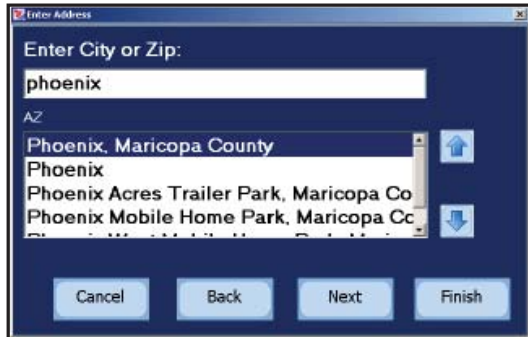 Enter Address
Enter City or Zip:
phoenix
AZ
Phoenix, Maricopa County
Phoenix
Phoenix Acres Trailer Park, Maricopa Co
Phoenix Mobile Home Park, Maricopa Cc
Cancel Back Next Finish